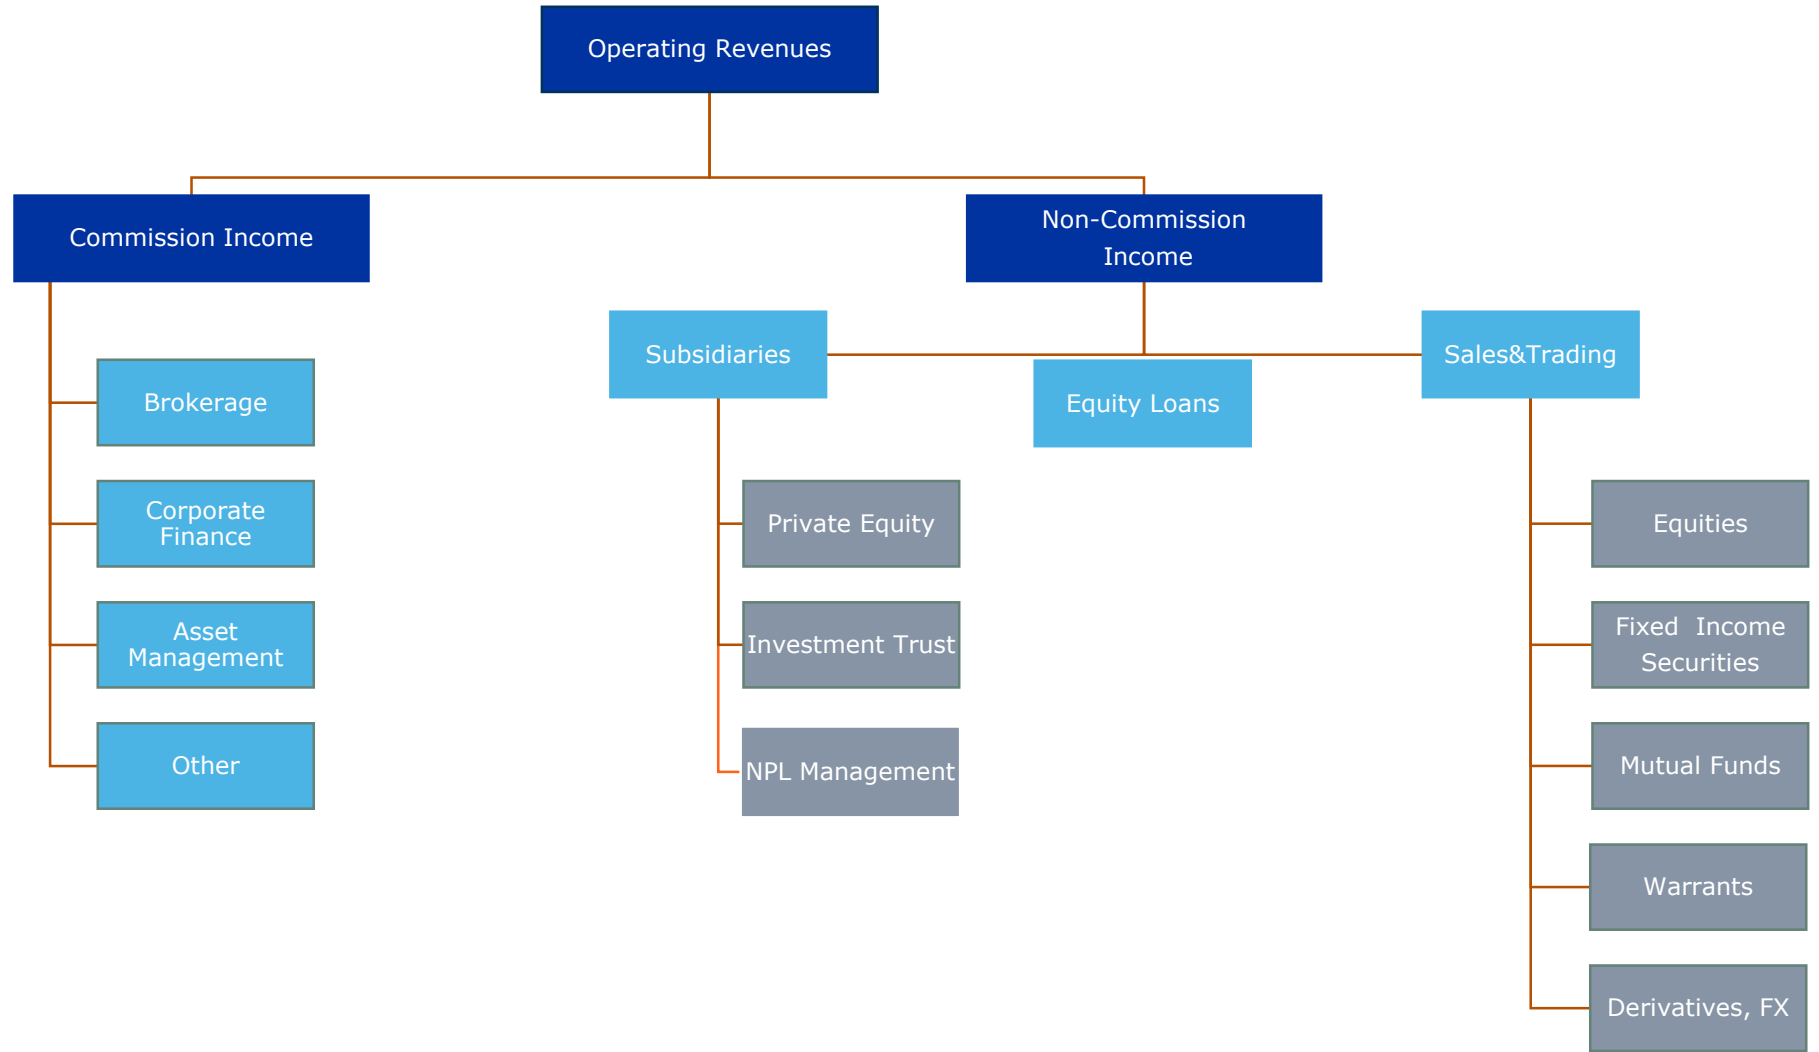 Operating Revenues
Commission Income
Non-Commission
Income
Subsidiaries
Equity Loans
Sales&Trading
Brokerage
Corporate
Finance
Asset
Management
Other
Private Equity
Investment Trust
NPL Management
Equities
Fixed  Income
Securities
Mutual Funds
Warrants
Derivatives, FX